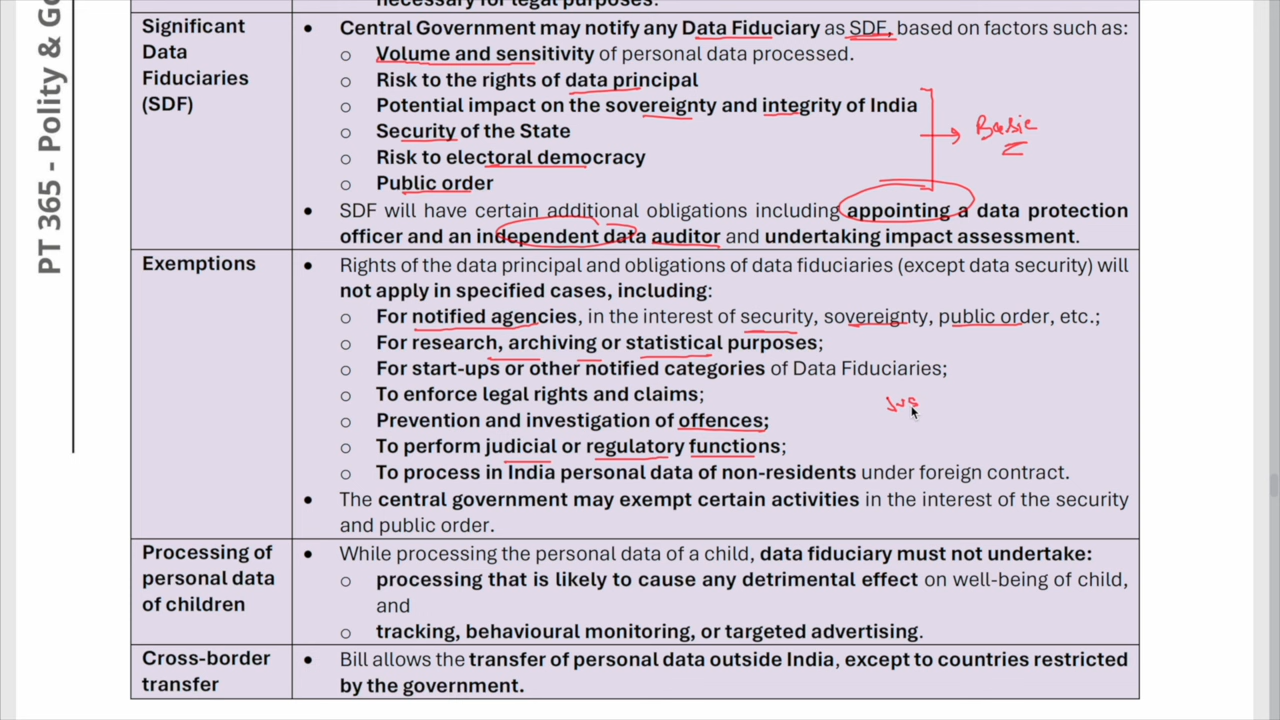 necessary for legal purposes.
PT 365 - Polity & Go
Significant
Data
Fiduciaries
(SDF)
• Central Government may notify any Data Fiduciary as SDF, based on factors such as:
o Volume and sensitivity of personal data processed.
o Risk to the rights of data principal
o Potential impact on the sovereignty and integrity of India
o Security of the State
o Risk to electoral democracy
o Public order
Basic
• SDF will have certain additional obligations including appointing a data protection
officer and an independent data auditor and undertaking impact assessment.
Exemptions
• Rights of the data principal and obligations of data fiduciaries (except data security) will
not apply in specified cases, including:
o For notified agencies, in the interest of security, sovereignty, public order, etc.;
o For research, archiving or statistical purposes;
o For start-ups or other notified categories of Data Fiduciaries;
o To enforce legal rights and claims;
o Prevention and investigation of offences;
o To perform judicial or regulatory functions;
o To process in India personal data of non-residents under foreign contract.
• The central government may exempt certain activities in the interest of the security
and public order.
Processing of
personal data
of children
• While processing the personal data of a child, data fiduciary must not undertake:
o processing that is likely to cause any detrimental effect on well-being of child,
and
o tracking, behavioural monitoring, or targeted advertising.
Cross-border
transfer
• Bill allows the transfer of personal data outside India, except to countries restricted
by the government.